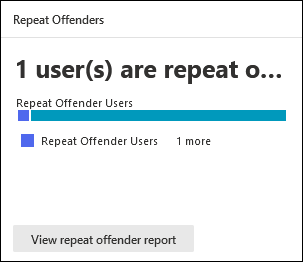 Repeat Offenders
1 user(s) are repeat o...
Repeat Offender Users
Repeat Offender Users 1 more
View repeat offender report